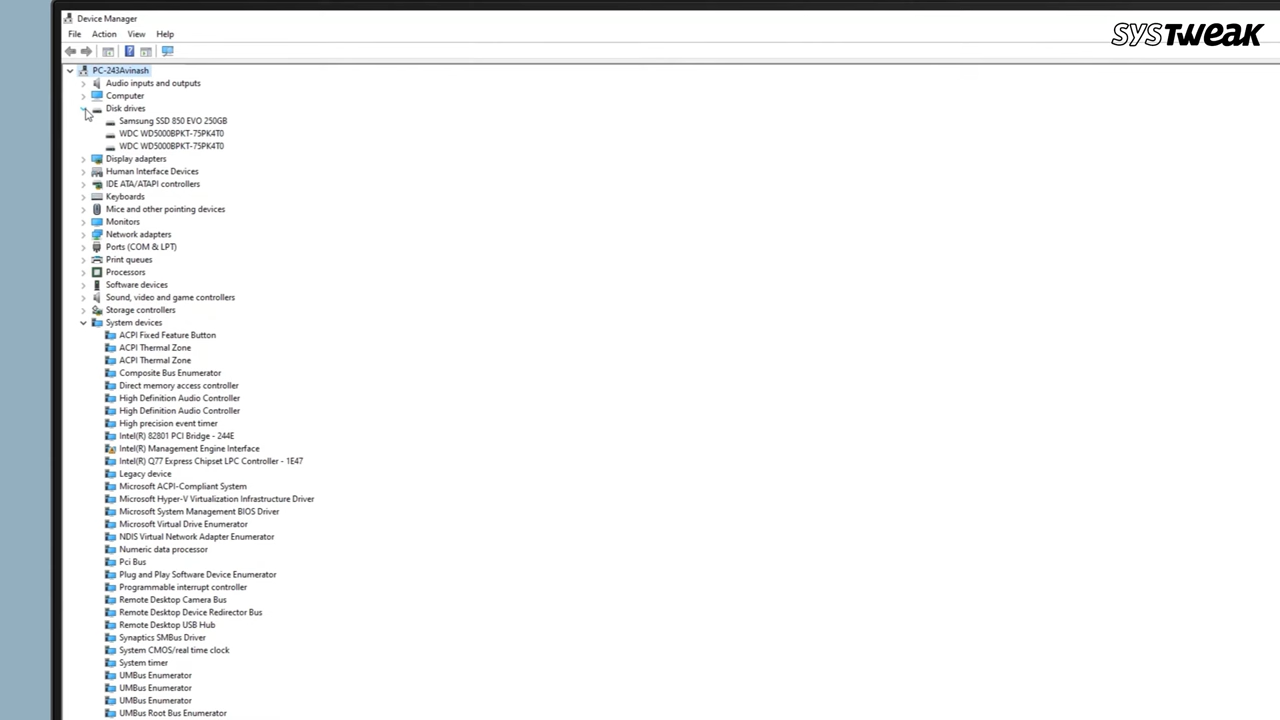 Device Manager
SYSTWEAK
File Action View Help
PC-243Avinash
Audio inputs and outputs
Computer
Disk drives
Samsung SSD 850 EVO 250GB
WDC WD5000BPKT-75PK4T0
WDC WD5000BPKT-75PK4T0
Display adapters
Human Interface Devices
IDE ATA/ATAPI controllers
Keyboards
Mice and other pointing devices
Monitors
Network adapters
Ports (COM & LPT)
Print queues
Processors
Software devices
Sound, video and game controllers
Storage controllers
System devices
ACPI Fixed Feature Button
ACPI Thermal Zone
ACPI Thermal Zone
Composite Bus Enumerator
Direct memory access controller
High Definition Audio Controller
High Definition Audio Controller
High precision event timer
Intel(R) 82801 PCI Bridge - 244E
Intel(R) Management Engine Interface
Intel(R) Q77 Express Chipset LPC Controller - 1E47
Legacy device
Microsoft ACPI-Compliant System
Microsoft Hyper-V Virtualization Infrastructure Driver
Microsoft System Management BIOS Driver
Microsoft Virtual Drive Enumerator
NDIS Virtual Network Adapter Enumerator
Numeric data processor
Pci Bus
Plug and Play Software Device Enumerator
Programmable interrupt controller
Remote Desktop Camera Bus
Remote Desktop Device Redirector Bus
Remote Desktop USB Hub
Synaptics SMBus Driver
System CMOS/real time clock
System timer
UMBus Enumerator
UMBus Enumerator
UMBus Enumerator
UMBus Root Bus Enumerator